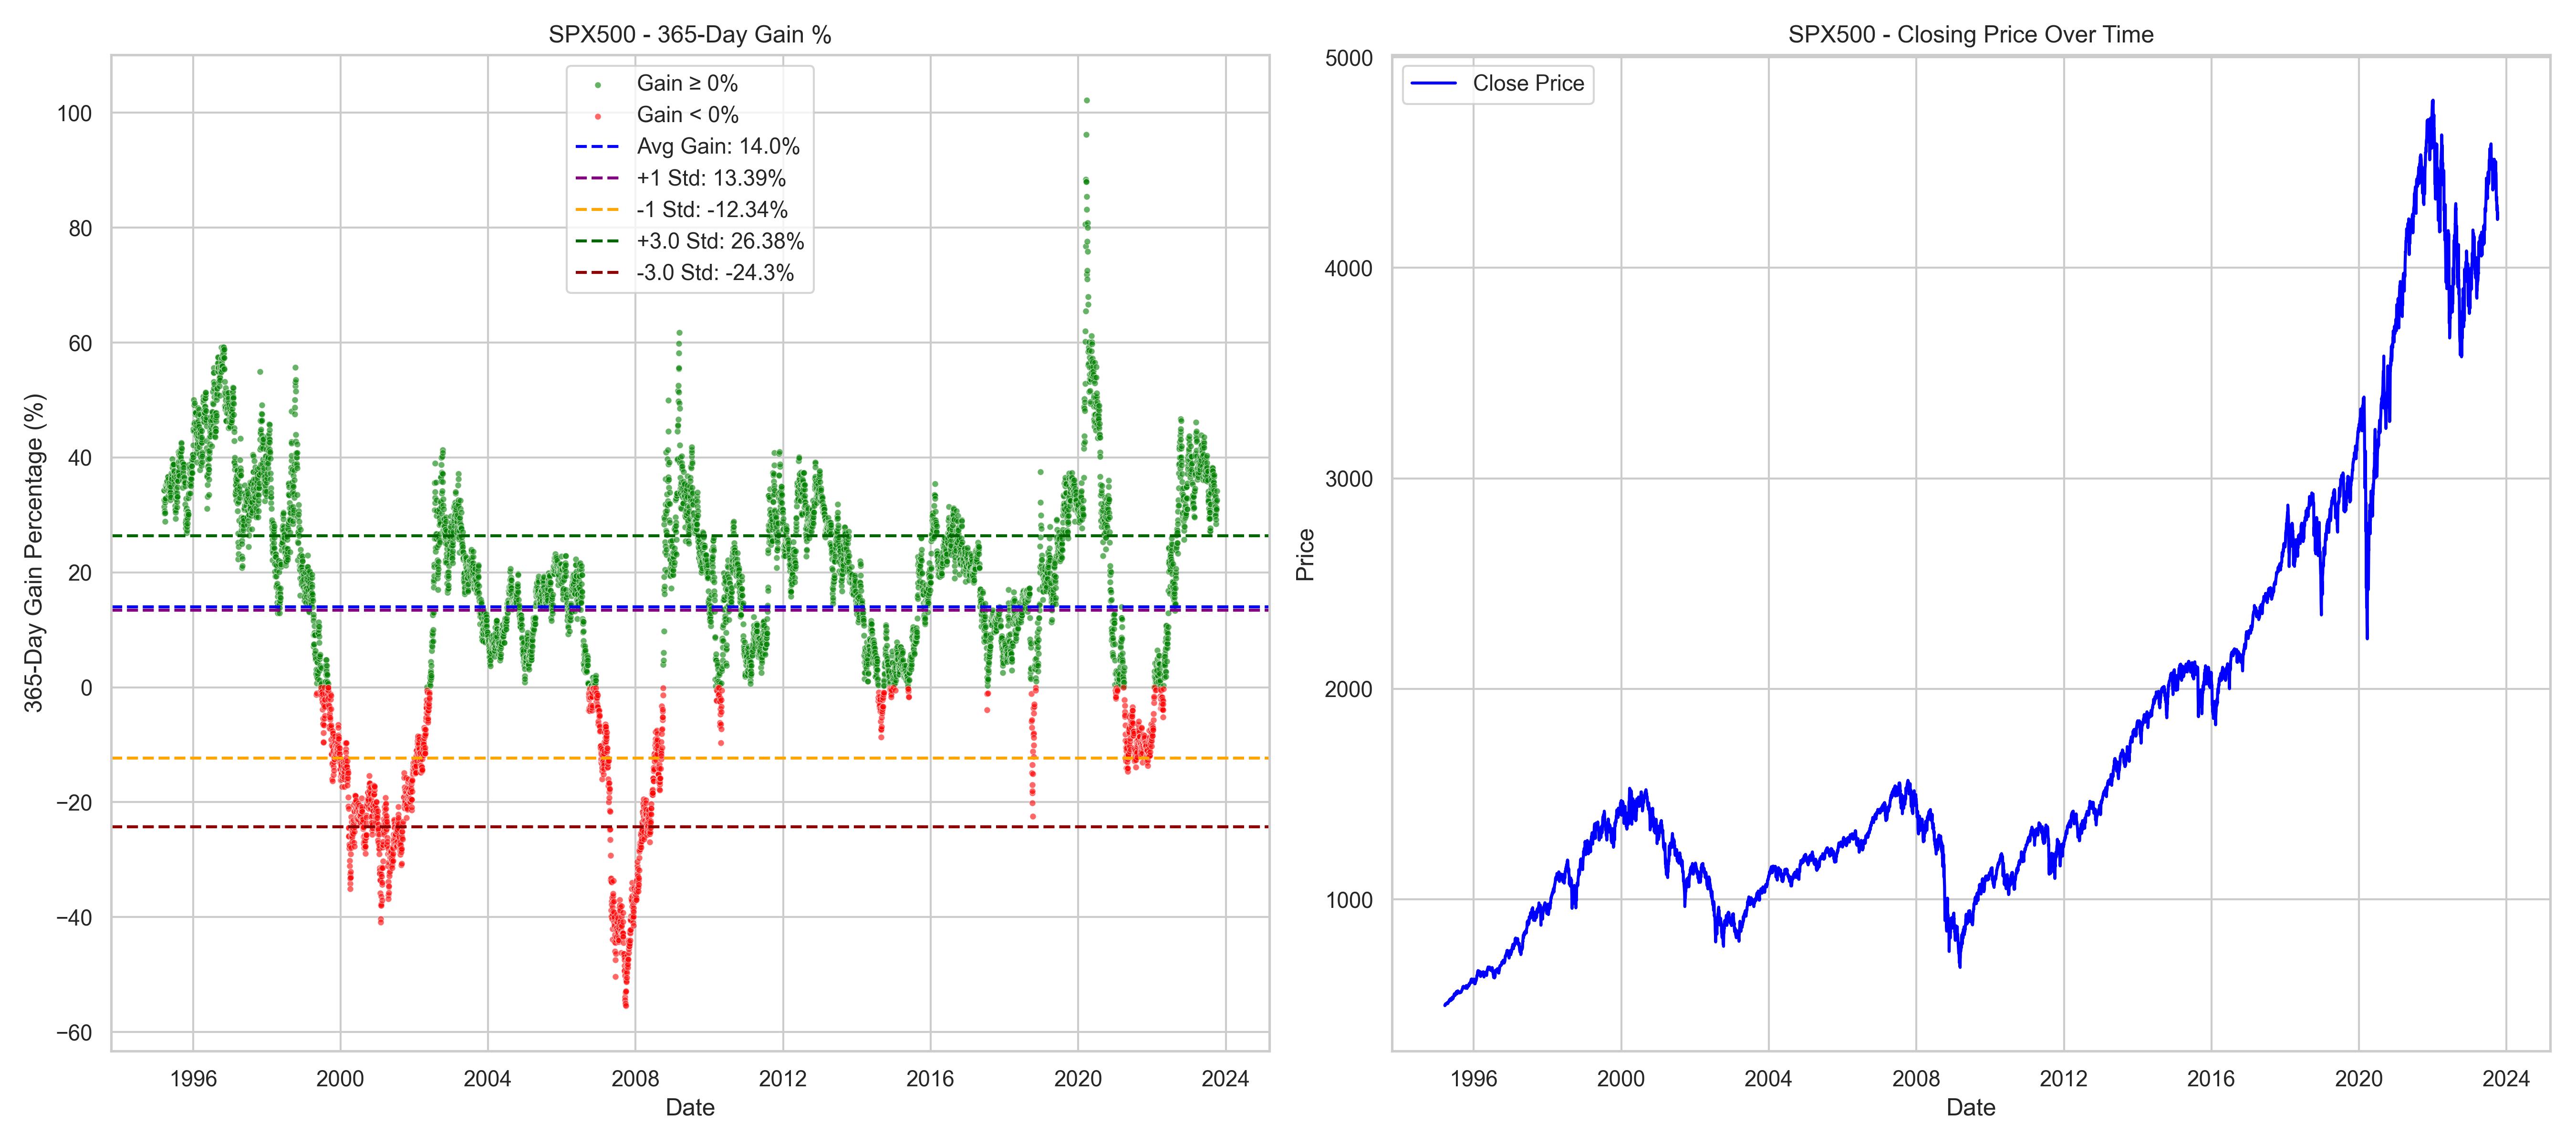 SPX500 - 365-Day Gain %
Gain ≥ 0%
Gain < 0%
Avg Gain: 14.0%
+1 Std: 13.39%
-1 Std: -12.34%
+3.0 Std: 26.38%
-3.0 Std: -24.3%
365-Day Gain Percentage (%)
100
80
60
40
20
0
−20
−40
−60
1996 2000 2004 2008 2012 2016 2020 2024
Date
SPX500 - Closing Price Over Time
Close Price
Price
5000
4000
3000
2000
1000
1996 2000 2004 2008 2012 2016 2020 2024
Date